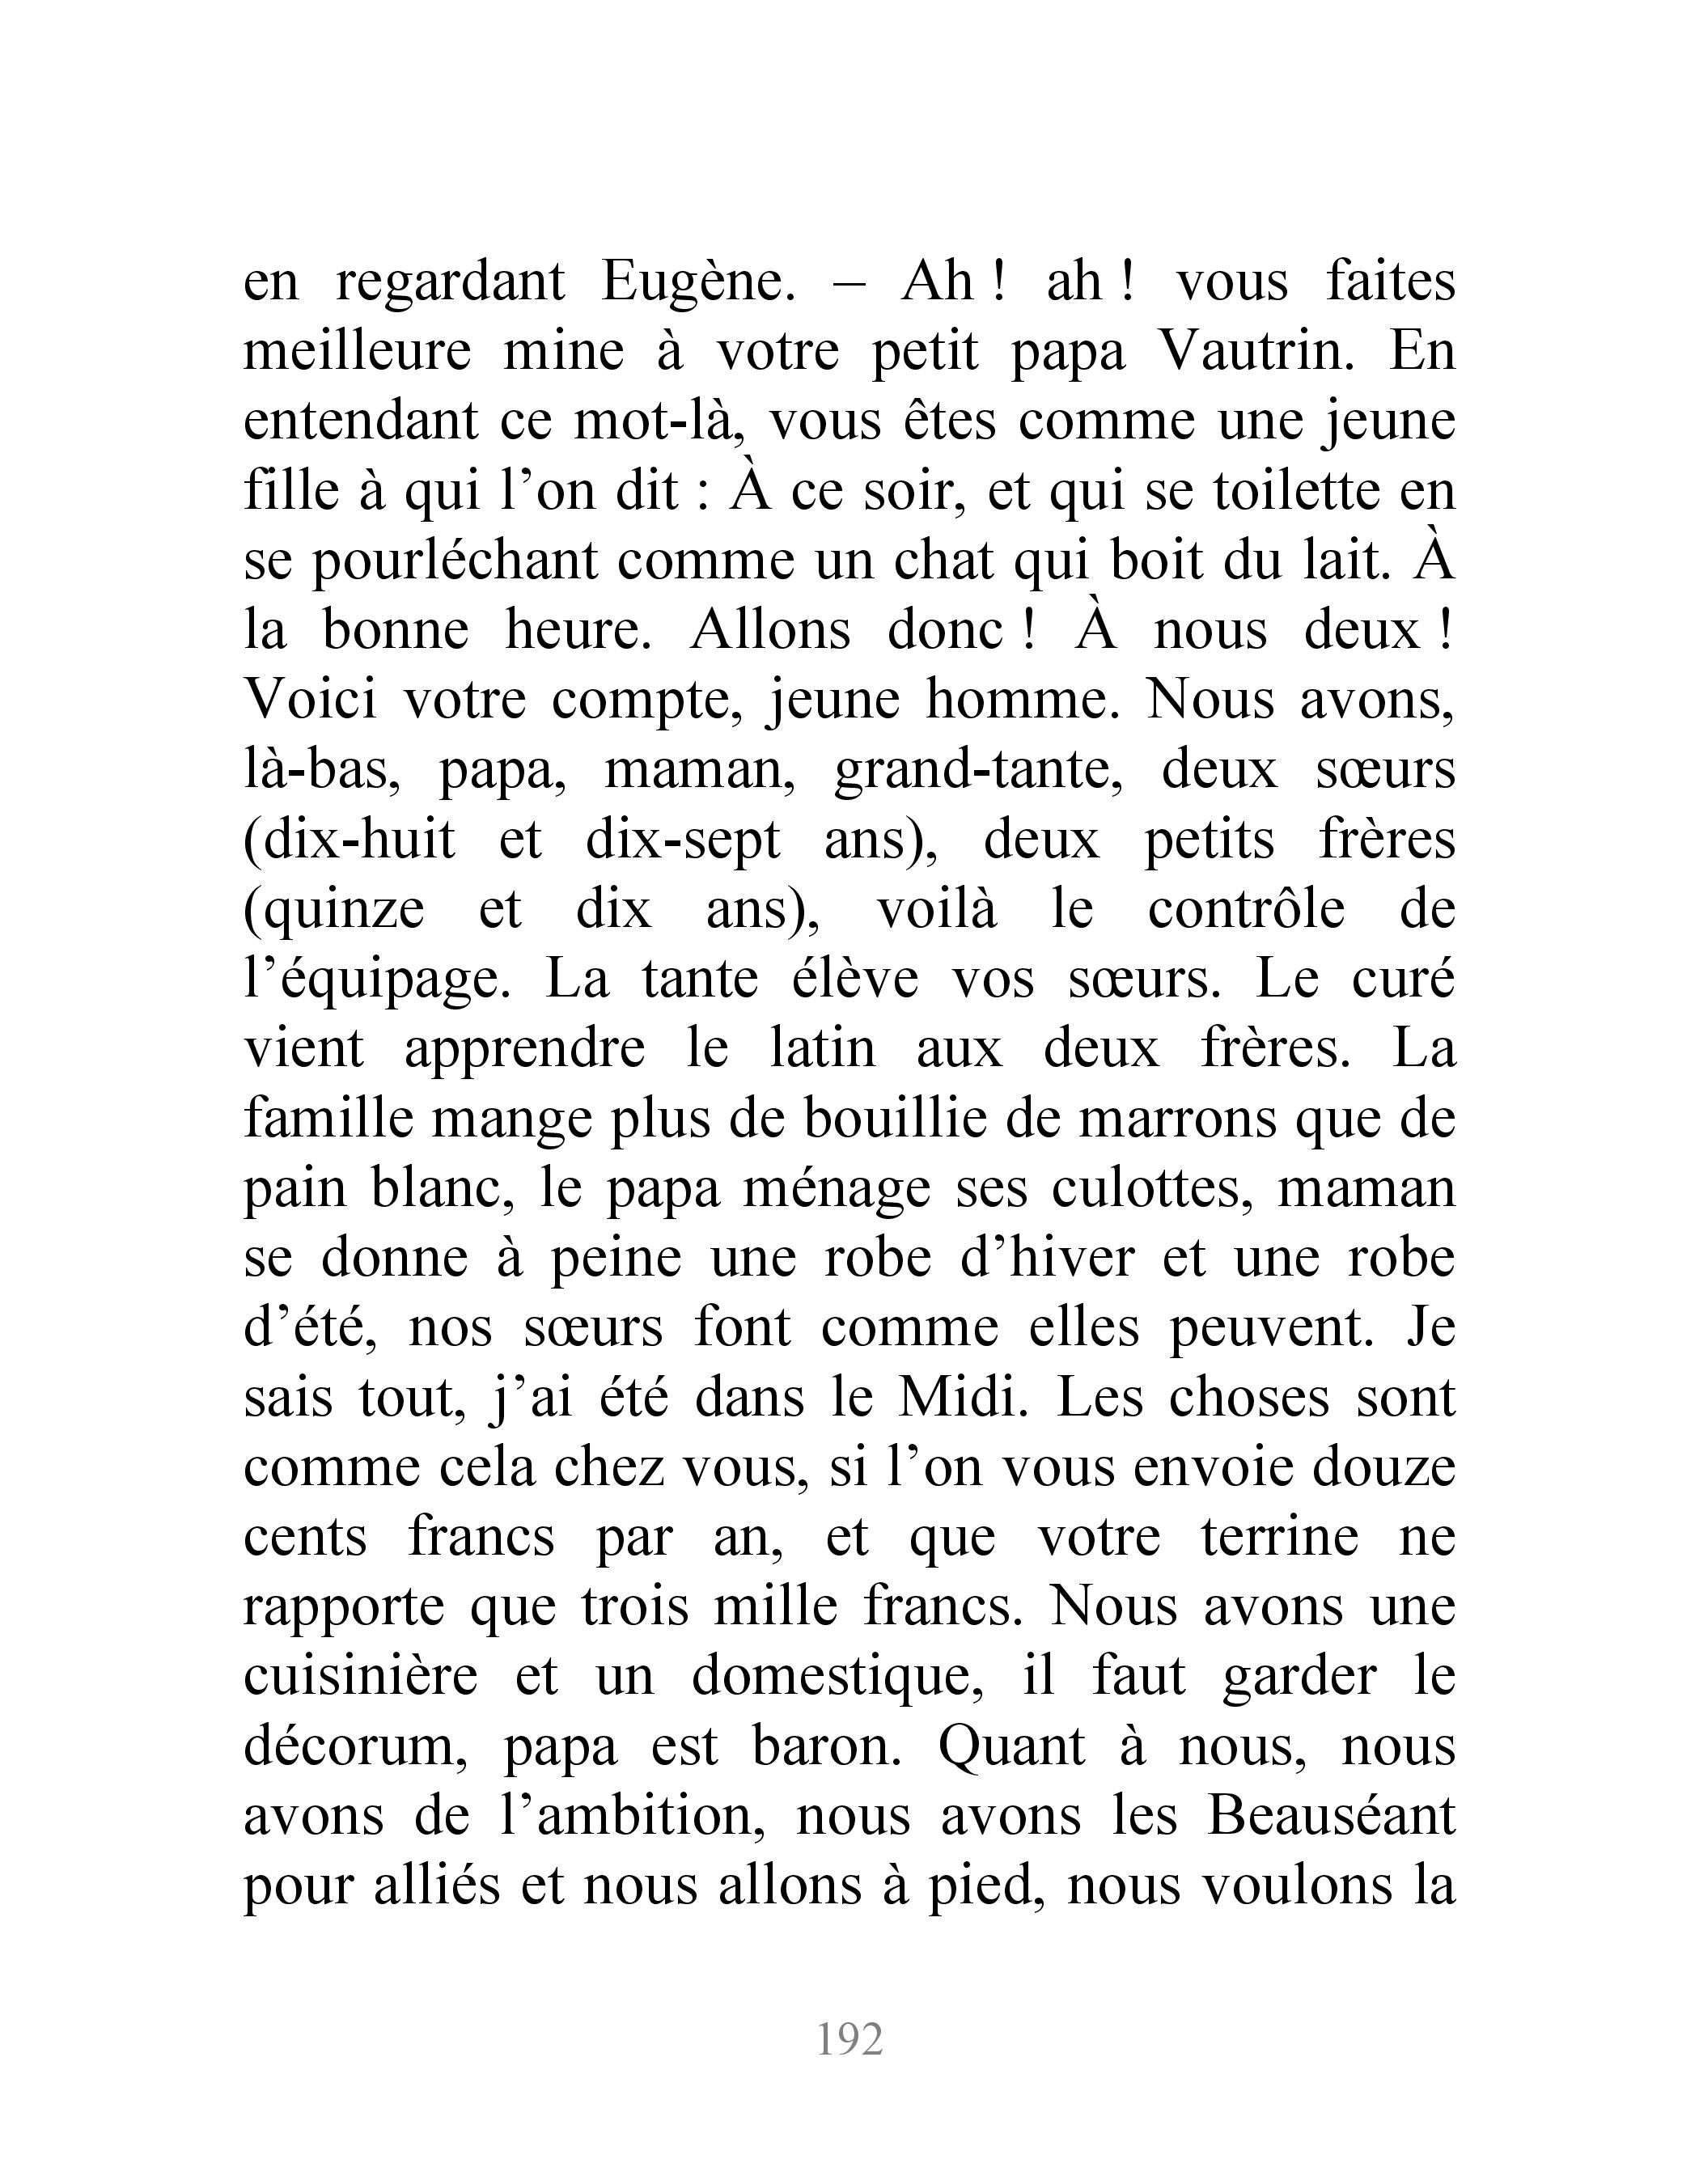 en regardant Eugène. – Ah ! ah ! vous faites
meilleure mine à votre petit papa Vautrin. En
entendant ce mot-là, vous êtes comme une jeune
fille à qui l’on dit : À ce soir, et qui se toilette en
se pourléchant comme un chat qui boit du lait. À
la bonne heure. Allons donc ! À nous deux !
Voici votre compte, jeune homme. Nous avons,
là-bas, papa, maman, grand-tante, deux sœurs
(dix-huit et dix-sept ans), deux petits frères
(quinze et dix ans), voilà le contrôle de
l’équipage. La tante élève vos sœurs. Le curé
vient apprendre le latin aux deux frères. La
famille mange plus de bouillie de marrons que de
pain blanc, le papa ménage ses culottes, maman
se donne à peine une robe d’hiver et une robe
d’été, nos sœurs font comme elles peuvent. Je
sais tout, j’ai été dans le Midi. Les choses sont
comme cela chez vous, si l’on vous envoie douze
cents francs par an, et que votre terrine ne
rapporte que trois mille francs. Nous avons une
cuisinière et un domestique, il faut garder le
décorum, papa est baron. Quant à nous, nous
avons de l’ambition, nous avons les Beauséant
pour alliés et nous allons à pied, nous voulons la
192